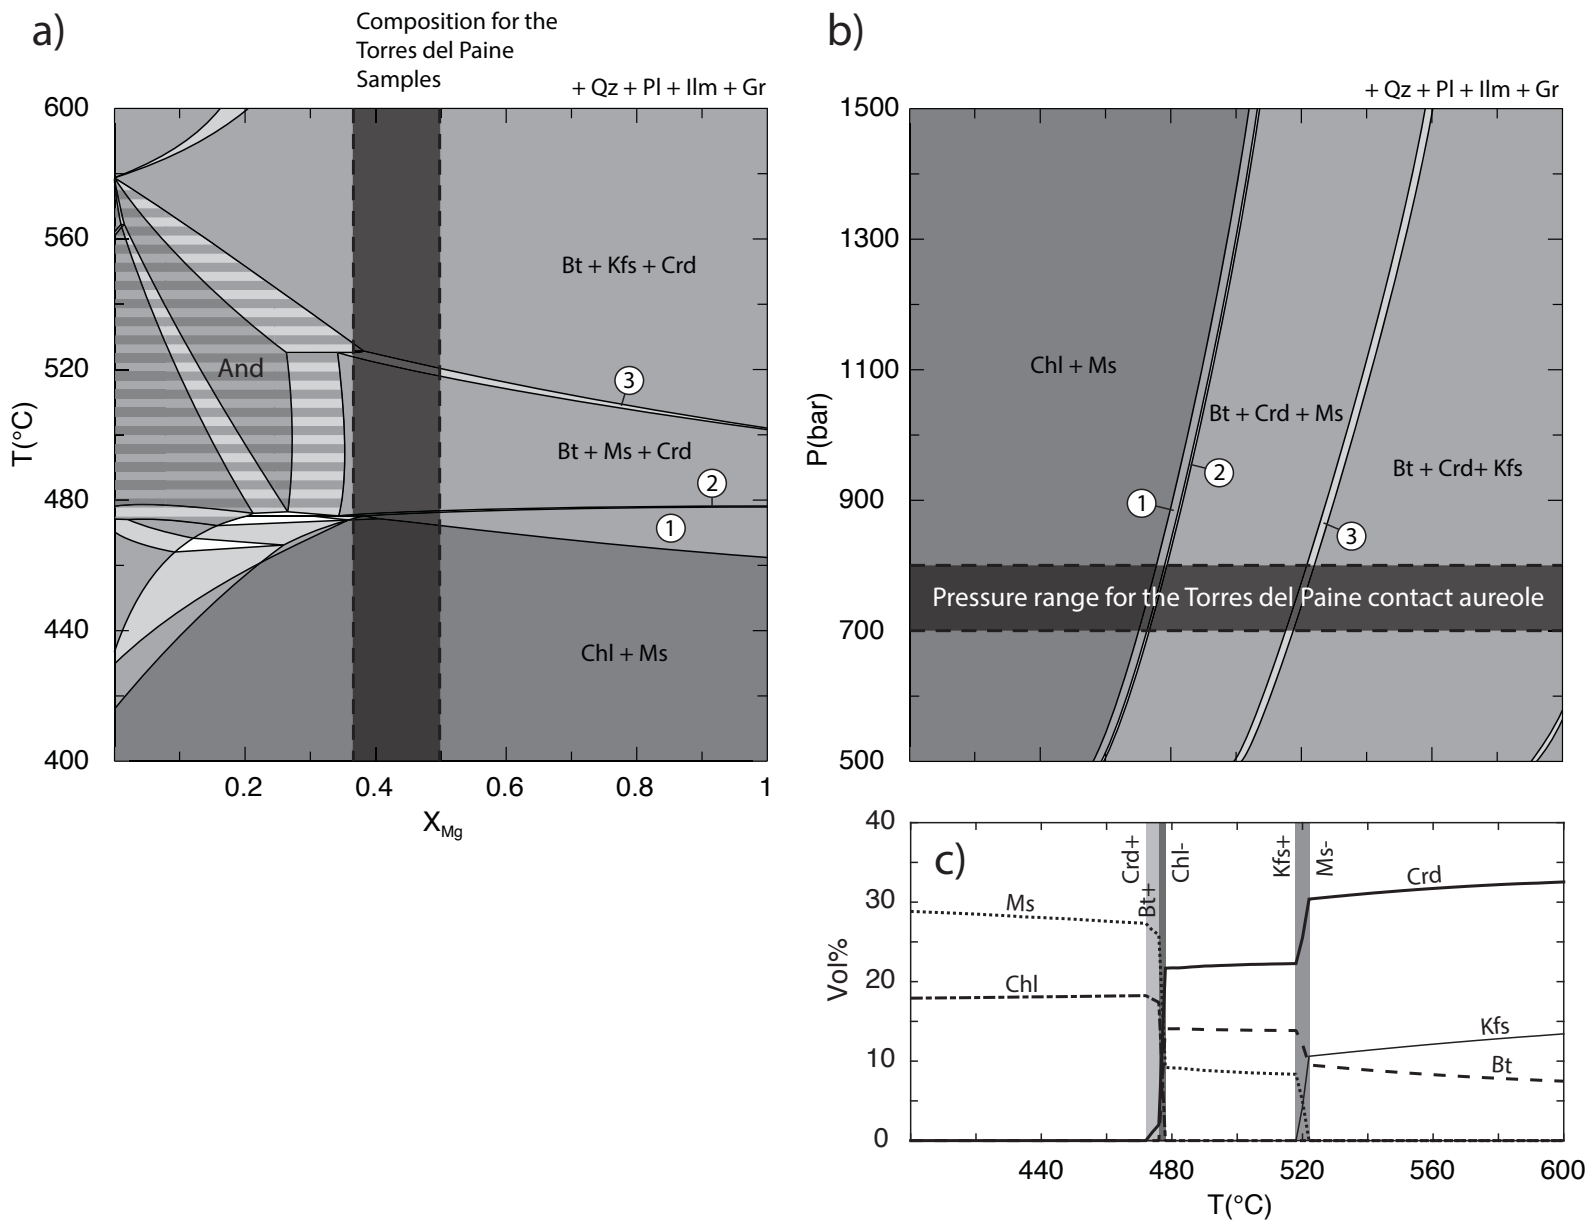 a)
Composition for the
Torres del Paine
Samples
+ Qz + Pl + Ilm + Gr
600
560
520
480
440
400
T(°C)
0.2
0.4
0.6
0.8
1
XMg
Bt + Kfs + Crd
And
3
Bt + Ms + Crd
2
1
Chl + Ms
b)
+ Qz + Pl + Ilm + Gr
1500
1300
1100
900
700
500
P(bar)
Chl + Ms
Bt + Crd + Ms
Bt + Crd+ Kfs
1
2
3
Pressure range for the Torres del Paine contact aureole
c)
40
30
20
10
0
Vol%
Crd+
Bt+
Chl-
Kfs+
Ms-
Ms
Chl
Crd
Kfs
Bt
440
480
520
560
600
T(°C)